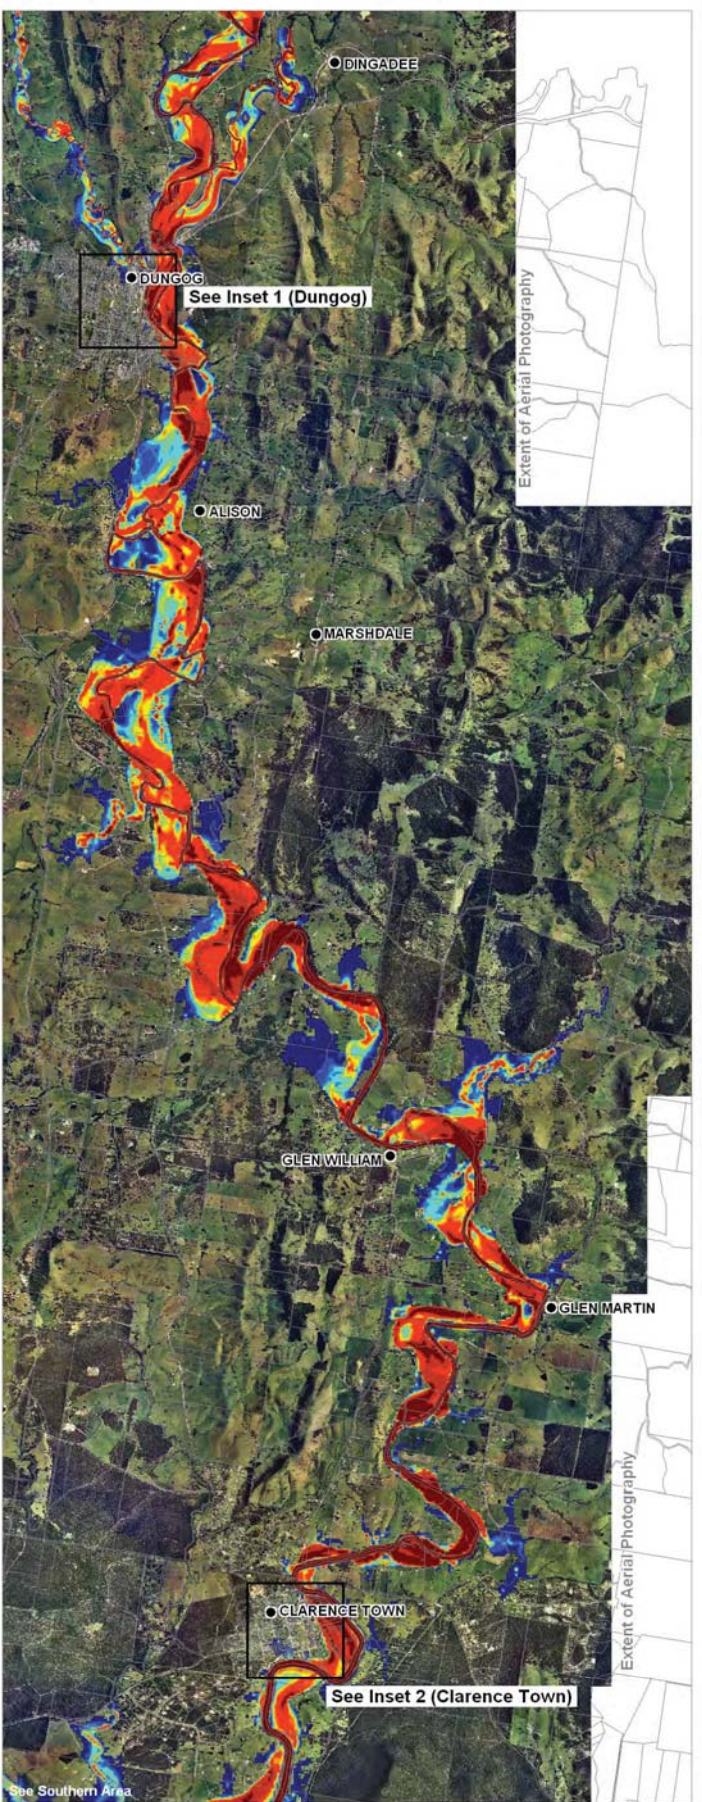 DINGADEE
DUNGOG
See Inset 1 (Dungog)
Extent of Aerial Photography
ALISON
MARSHDALE
GLEN WILLIAM
GLEN MARTIN
Extent of Aerial Photography
CLARENCE TOWN
See Inset 2 (Clarence Town)
See Southern Area